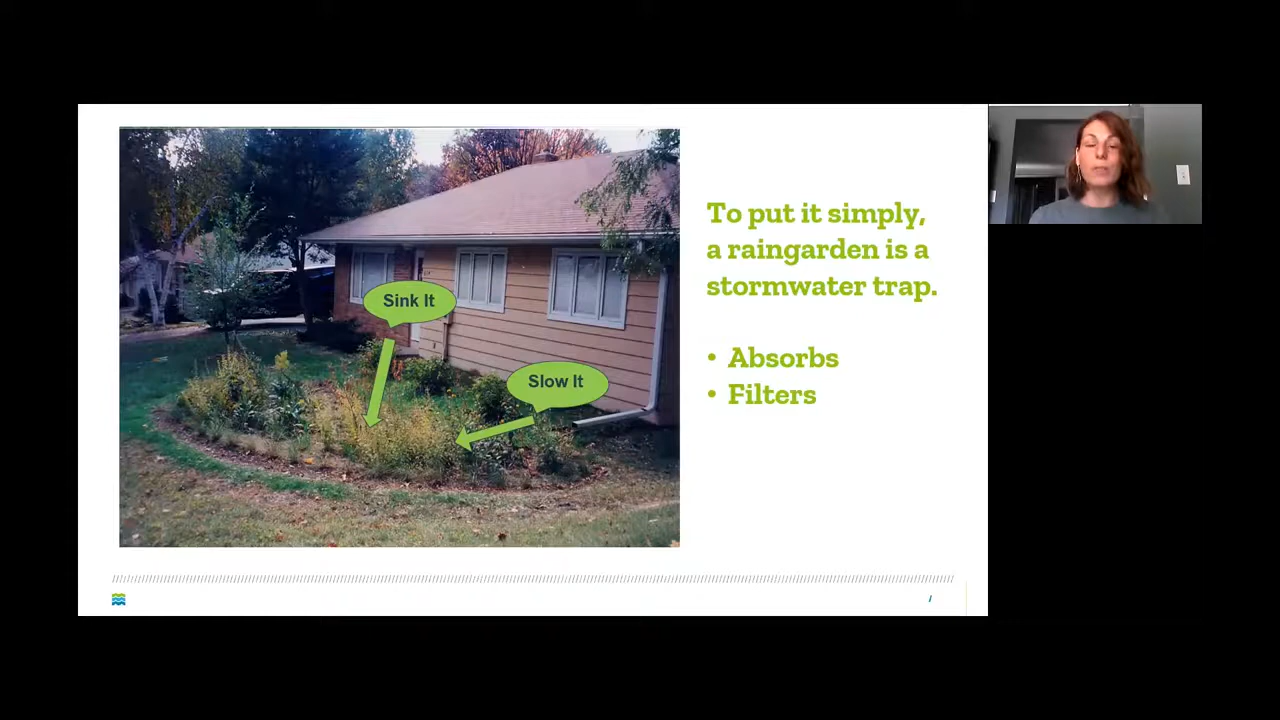 Sink It
Slow It
To put it simply,
a raingarden is a
stormwater trap.
• Absorbs
• Filters